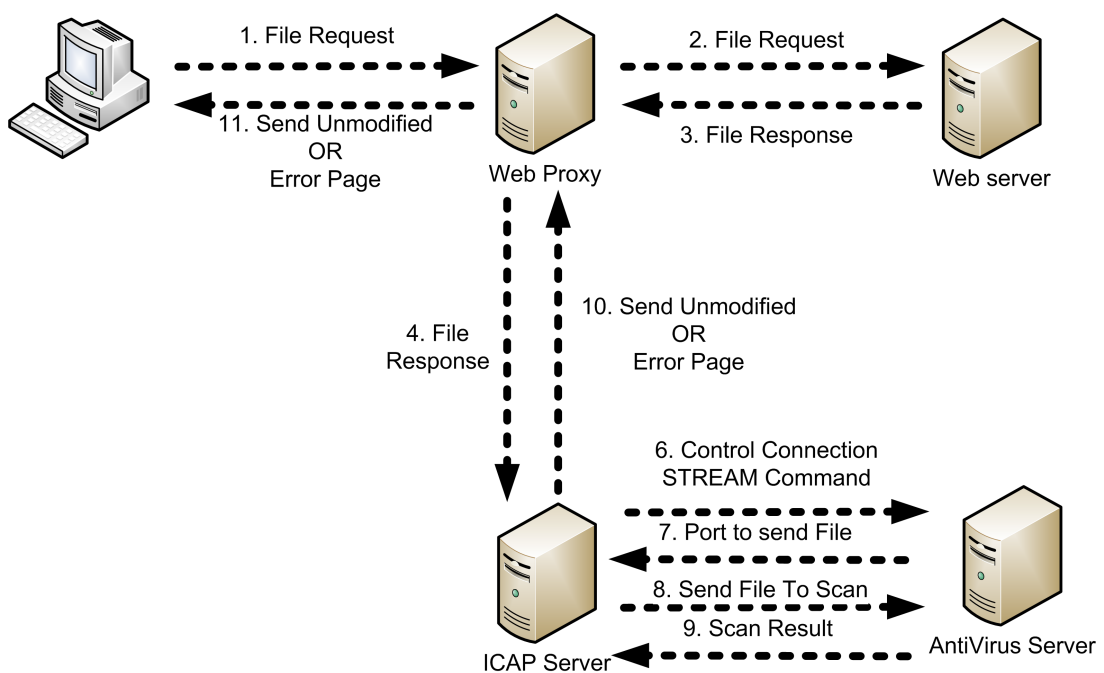 1. File Request
2. File Request
11. Send Unmodified
OR
Error Page
3. File Response
Web Proxy
Web server
4. File
Response
10. Send Unmodified
OR
Error Page
6. Control Connection
STREAM Command
7. Port to send File
8. Send File To Scan
9. Scan Result
ICAP Server
AntiVirus Server